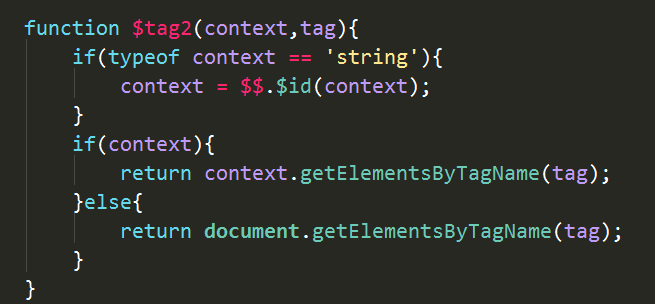 function $tag2(context,tag){
    if(typeof context == 'string'){
        context = $$.$id(context);
    }
    if(context){
        return context.getElementsByTagName(tag);
    }else{
        return document.getElementsByTagName(tag);
    }
}